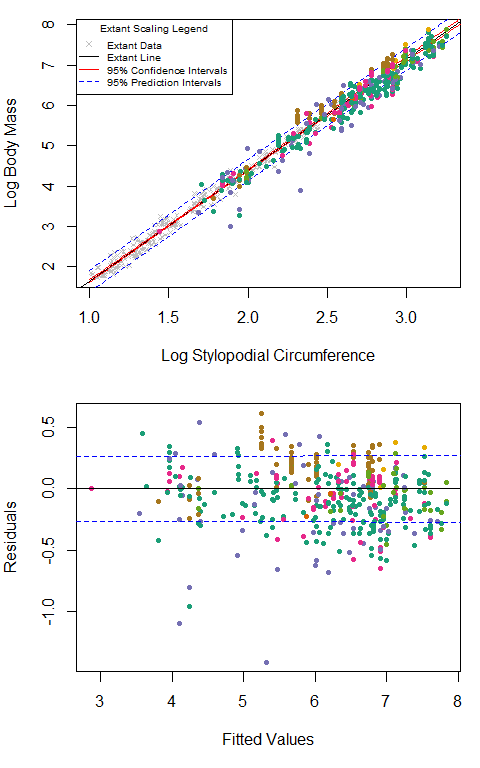 Extant Scaling Legend
Extant Data
Extant Line
95% Confidence Intervals
95% Prediction Intervals
Log Body Mass
8
7
6
5
4
3
2
1.0 1.5 2.0 2.5 3.0
Log Stylopodial Circumference
Residuals
0.5
0.0
-0.5
-1.0
3 4 5 6 7 8
Fitted Values